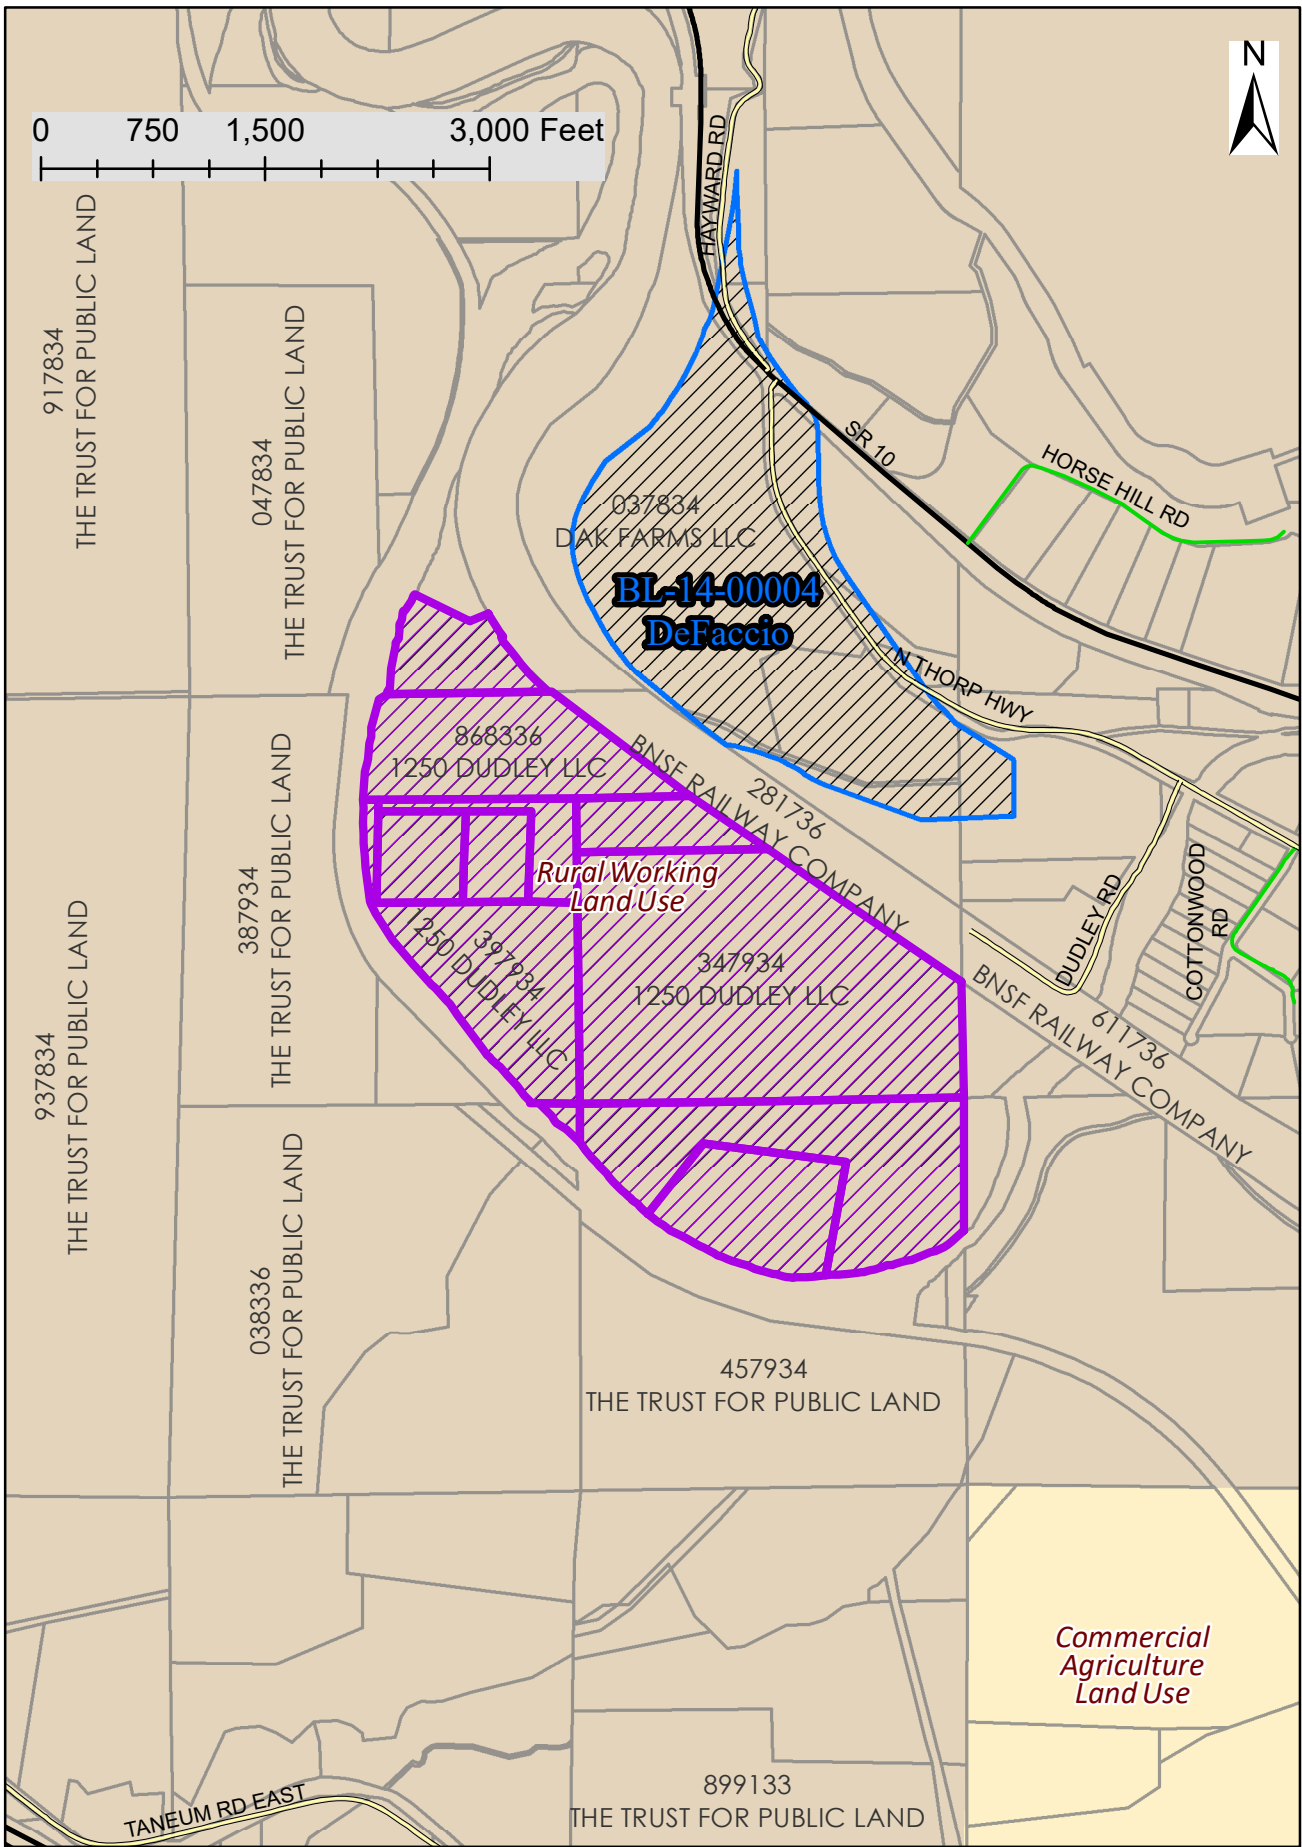 N
0 750 1,500 3,000 Feet
HAYWARD RD
917834
THE TRUST FOR PUBLIC LAND
047834
THE TRUST FOR PUBLIC LAND
SR 10
HORSE HILL RD
037834
DAK FARMS LLC
BL-14-00004
DeFaccio
N THORP HWY
868336
1250 DUDLEY LLC
281736
BNSF RAILWAY COMPANY
387934
THE TRUST FOR PUBLIC LAND
Rural Working
Land Use
DUDLEY RD
COTTONWOOD
RD
397934
1250 DUDLEY LLC
347934
1250 DUDLEY LLC
937834
THE TRUST FOR PUBLIC LAND
611736
BNSF RAILWAY COMPANY
038336
THE TRUST FOR PUBLIC LAND
457934
THE TRUST FOR PUBLIC LAND
Commercial
Agriculture
Land Use
899133
THE TRUST FOR PUBLIC LAND
TANEUM RD EAST